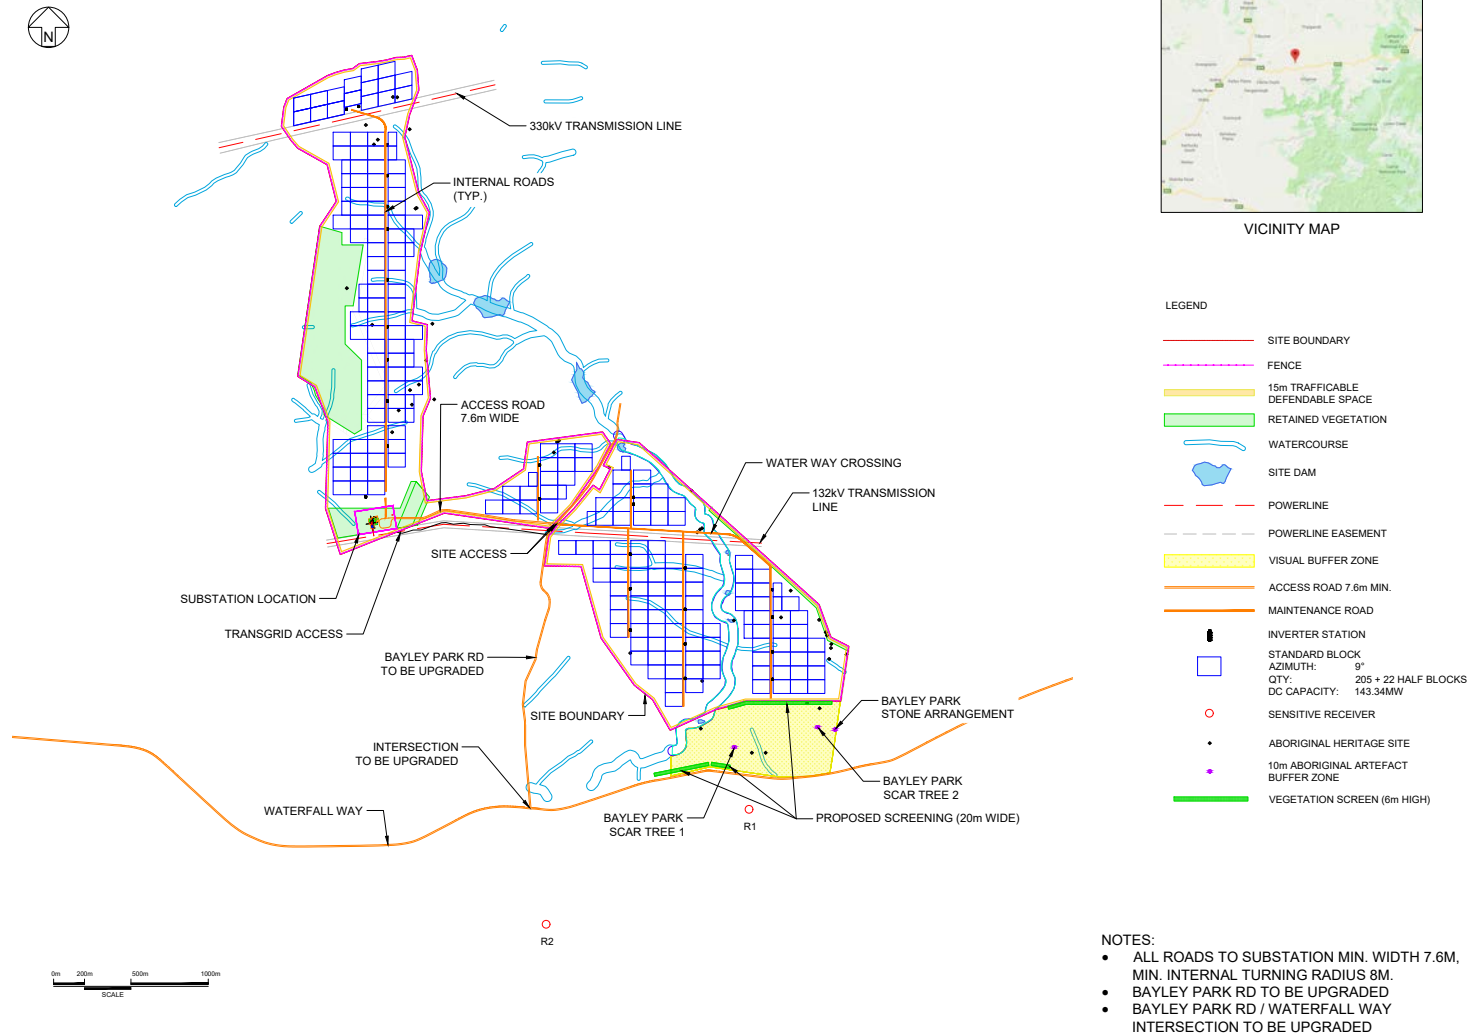 N
330kV TRANSMISSION LINE
INTERNAL ROADS
(TYP.)
ACCESS ROAD
7.6m WIDE
WATER WAY CROSSING
132kV TRANSMISSION
LINE
SITE ACCESS
SUBSTATION LOCATION
TRANSGRID ACCESS
BAYLEY PARK RD
TO BE UPGRADED
SITE BOUNDARY
INTERSECTION
TO BE UPGRADED
WATERFALL WAY
BAYLEY PARK
STONE ARRANGEMENT
BAYLEY PARK
SCAR TREE 2
BAYLEY PARK
SCAR TREE 1
PROPOSED SCREENING (20m WIDE)
R1
R2
0m 200m 500m 1000m
SCALE
VICINITY MAP
LEGEND
SITE BOUNDARY
FENCE
15m TRAFFICABLE
DEFENDABLE SPACE
RETAINED VEGETATION
WATERCOURSE
SITE DAM
POWERLINE
POWERLINE EASEMENT
VISUAL BUFFER ZONE
ACCESS ROAD 7.6m MIN.
MAINTENANCE ROAD
INVERTER STATION
STANDARD BLOCK
AZIMUTH: 9°
QTY: 205 + 22 HALF BLOCKS
DC CAPACITY: 143.34MW
SENSITIVE RECEIVER
ABORIGINAL HERITAGE SITE
10m ABORIGINAL ARTEFACT
BUFFER ZONE
VEGETATION SCREEN (6m HIGH)
NOTES:
• ALL ROADS TO SUBSTATION MIN. WIDTH 7.6M,
MIN. INTERNAL TURNING RADIUS 8M.
• BAYLEY PARK RD TO BE UPGRADED
• BAYLEY PARK RD / WATERFALL WAY
INTERSECTION TO BE UPGRADED